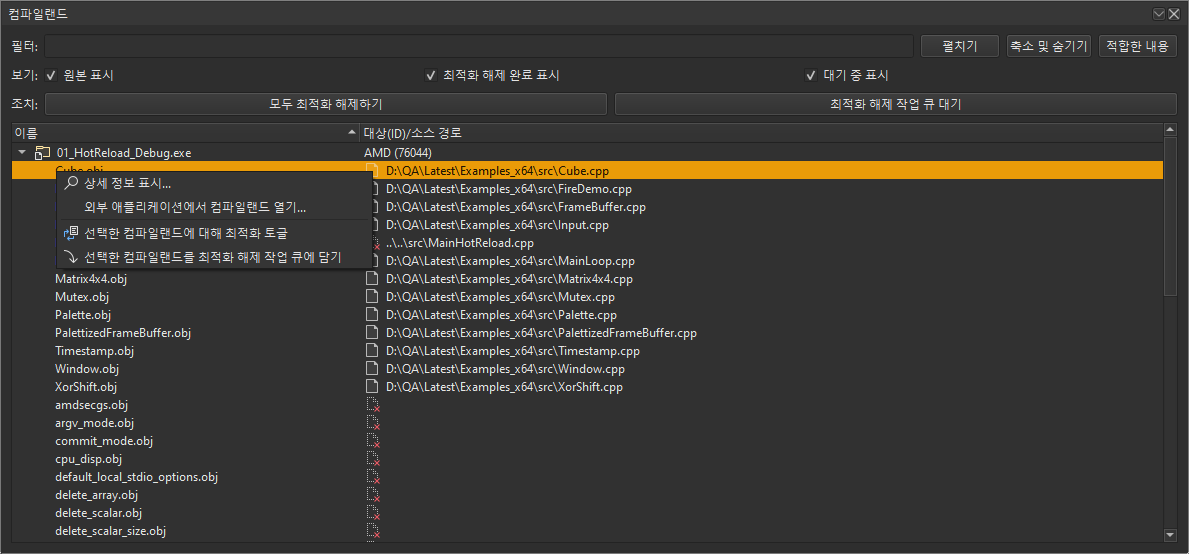 컴파일랜드
필터: 펼치기 축소 및 숨기기 적합한 내용
보기: 원본 표시 최적화 해제 완료 표시 대기 중 표시
조치: 모두 최적화 해제하기 최적화 해제 작업 큐 대기
이름 대상(ID)/소스 경로
01_HotReload_Debug.exe AMD (76044)
Cube.obj D:\QA\Latest\Examples_x64\src\Cube.cpp
상세 정보 표시... D:\QA\Latest\Examples_x64\src\FireDemo.cpp
외부 애플리케이션에서 컴파일랜드 열기... D:\QA\Latest\Examples_x64\src\FrameBuffer.cpp
D:\QA\Latest\Examples_x64\src\Input.cpp
선택한 컴파일랜드에 대해 최적화 토글 ..\..\src\MainHotReload.cpp
선택한 컴파일랜드를 최적화 해제 작업 큐에 담기 D:\QA\Latest\Examples_x64\src\MainLoop.cpp
Matrix4x4.obj D:\QA\Latest\Examples_x64\src\Matrix4x4.cpp
Mutex.obj D:\QA\Latest\Examples_x64\src\Mutex.cpp
Palette.obj D:\QA\Latest\Examples_x64\src\Palette.cpp
PalettizedFrameBuffer.obj D:\QA\Latest\Examples_x64\src\PalettizedFrameBuffer.cpp
Timestamp.obj D:\QA\Latest\Examples_x64\src\Timestamp.cpp
Window.obj D:\QA\Latest\Examples_x64\src\Window.cpp
XorShift.obj D:\QA\Latest\Examples_x64\src\XorShift.cpp
amdsecgs.obj
argv_mode.obj
commit_mode.obj
cpu_disp.obj
default_local_stdio_options.obj
delete_array.obj
delete_scalar.obj
delete_scalar_size.obj